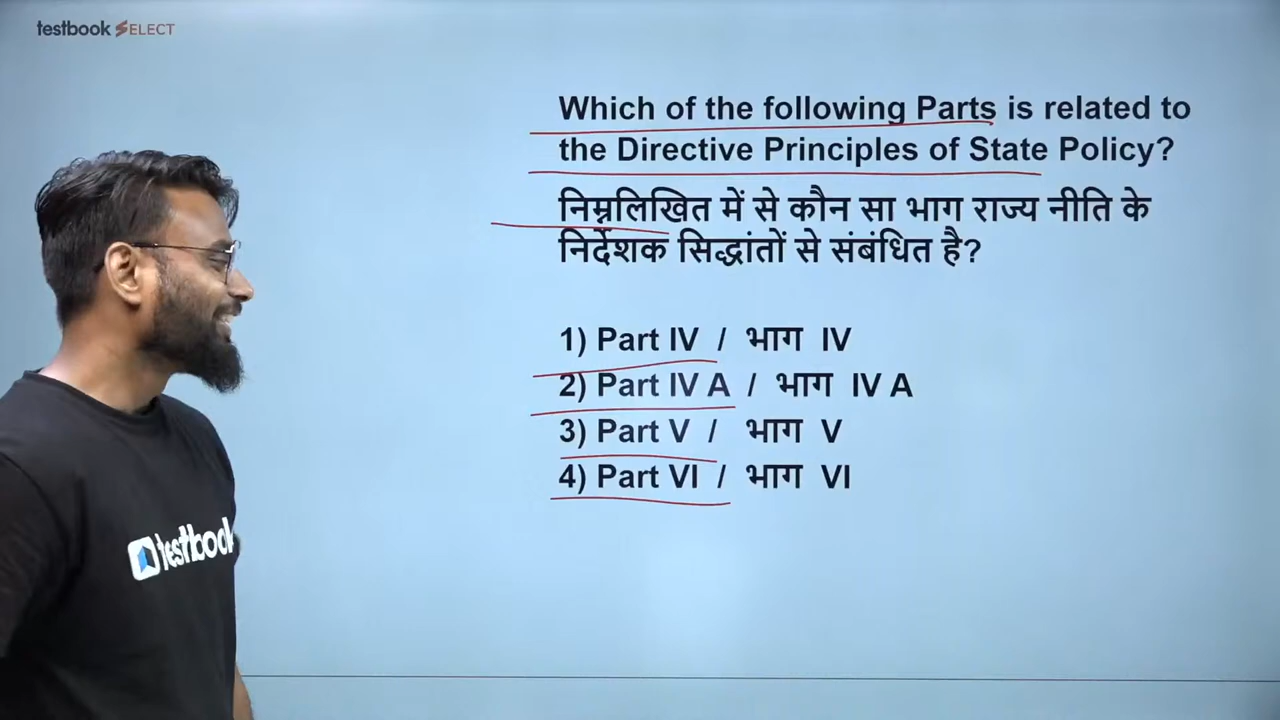 testbook SELECT
Which of the following Parts is related to
the Directive Principles of State Policy?
निम्नलिखित में से कौन सा भाग राज्य नीति के
निर्देशक सिद्धांतों से संबंधित है?
1) Part IV / भाग IV
2) Part IV A / भाग IV A
3) Part V / भाग V
4) Part VI / भाग VI
testbook